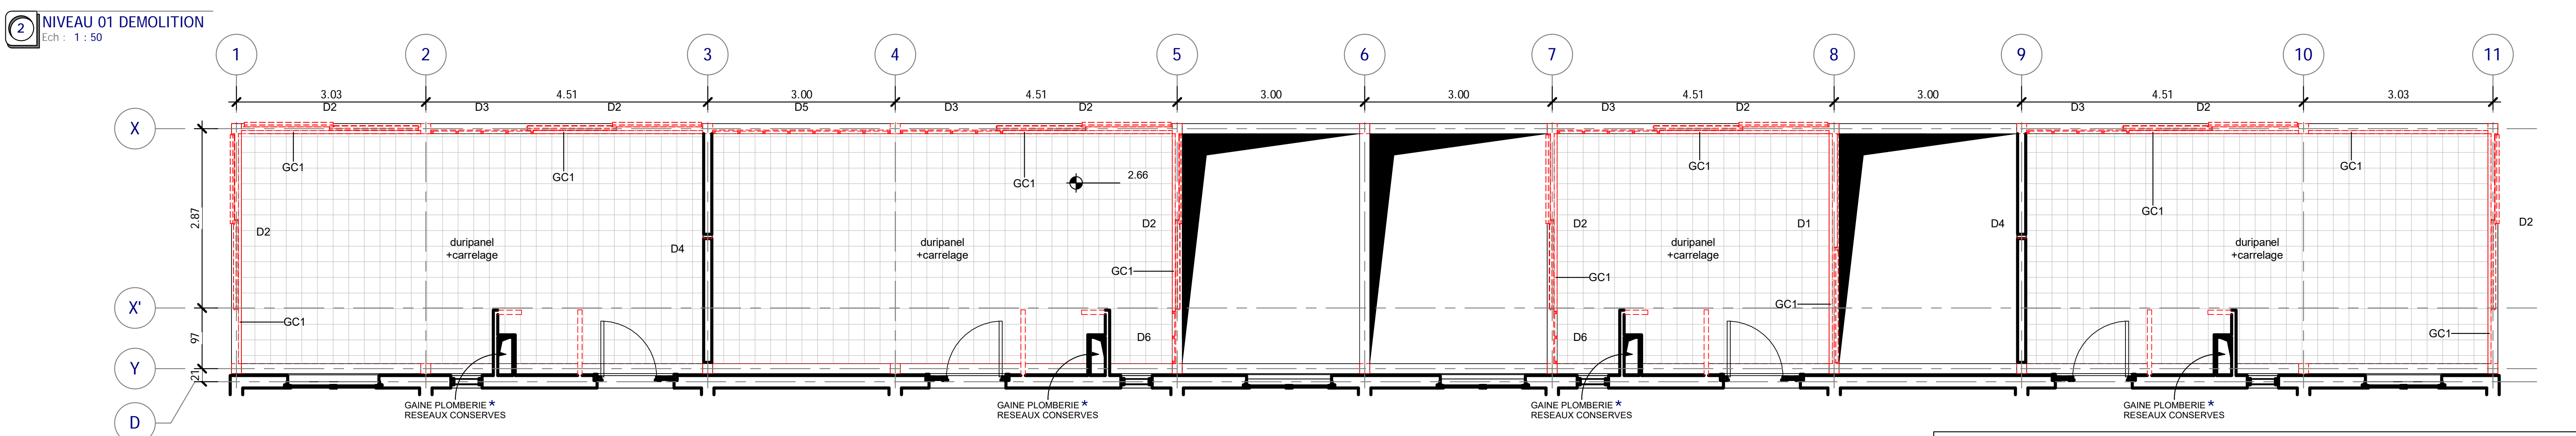 2 NIVEAU 01 DEMOLITION
Ech : 1 : 50
1 2 3 4 5 6 7 8 9 10 11
3.03 4.51 3.00 4.51 3.00 3.00 4.51 3.00 4.51 3.03
D2 D3 D2 D5 D3 D2 D3 D2 D3 D2
X
GC1 GC1 GC1 GC1 GC1 GC1
2.66
2.87
D2 D4 D2 D2 D1 D4 GC1 D2
duripanel
+carrelage
duripanel
+carrelage
duripanel
+carrelage
duripanel
+carrelage
GC1 GC1
X'
GC1 GC1 GC1
97
D6 D6
Y
21
D
GAINE PLOMBERIE *
RESEAUX CONSERVES
GAINE PLOMBERIE *
RESEAUX CONSERVES
GAINE PLOMBERIE *
RESEAUX CONSERVES
GAINE PLOMBERIE *
RESEAUX CONSERVES